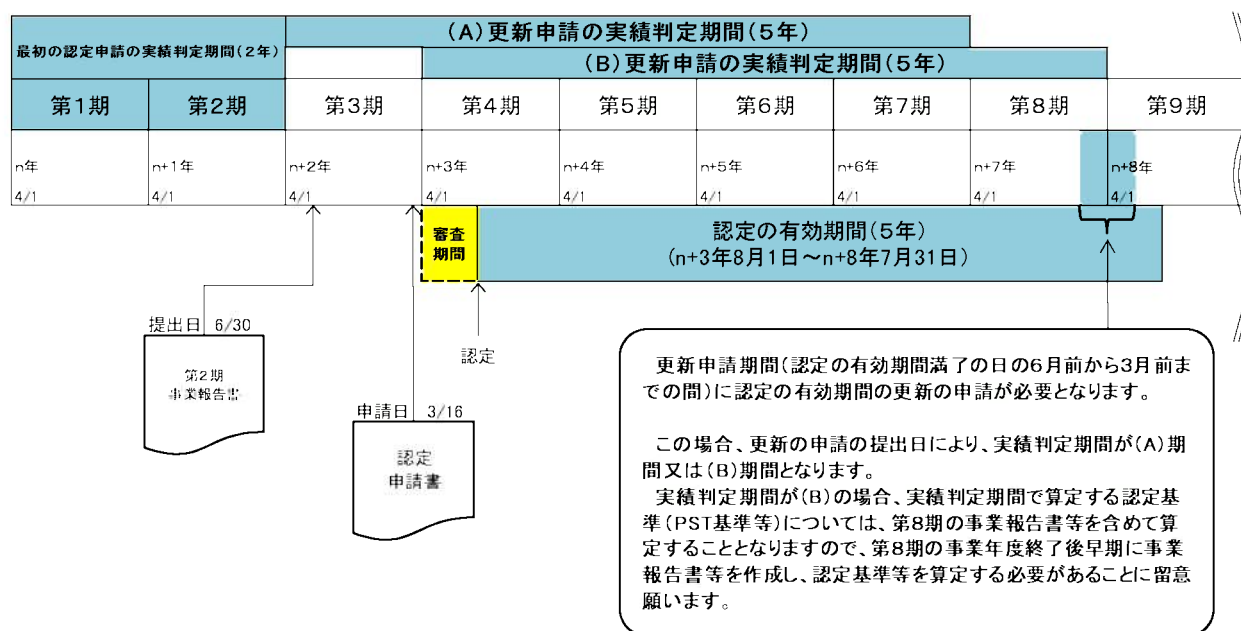 (A)更新申請の実績判定期間(5年)
最初の認定申請の実績判定期間(2年)
(B)更新申請の実績判定期間(5年)
第1期
第2期
第3期
第4期
第5期
第6期
第7期
第8期
第9期
n年
4/1
n+1年
4/1
n+2年
4/1
n+3年
4/1
n+4年
4/1
n+5年
4/1
n+6年
4/1
n+7年
4/1
n+8年
4/1
審査
期間
認定の有効期間(5年)
(n+3年8月1日~n+8年7月31日)
提出日 6/30
第2期
事業報告書
認定
申請日 3/16
認定
申請書
更新申請期間(認定の有効期間満了の日の6月前から3月前ま
での間)に認定の有効期間の更新の申請が必要となります。
この場合、更新の申請の提出日により、実績判定期間が(A)期
間又は(B)期間となります。
実績判定期間が(B)の場合、実績判定期間で算定する認定基
準(PST基準等)については、第8期の事業報告書等を含めて算
定することとなりますので、第8期の事業年度終了後早期に事業
報告書等を作成し、認定基準等を算定する必要があることに留意
願います。